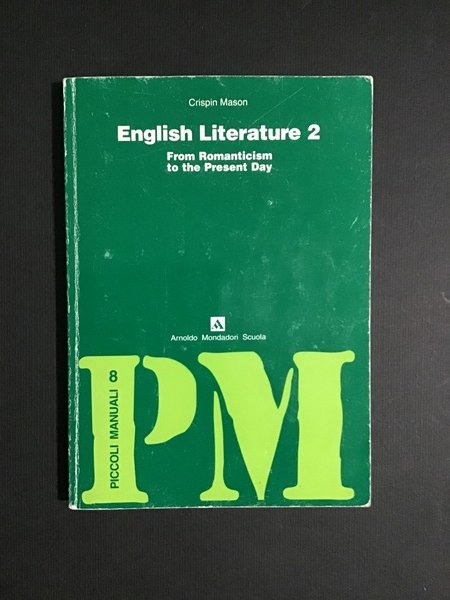 Crispin Mason
English Literature 2
From Romanticism
to the Present Day
A
Arnoldo Mondadori Scuola
PICCOLI MANUALI 8
PM